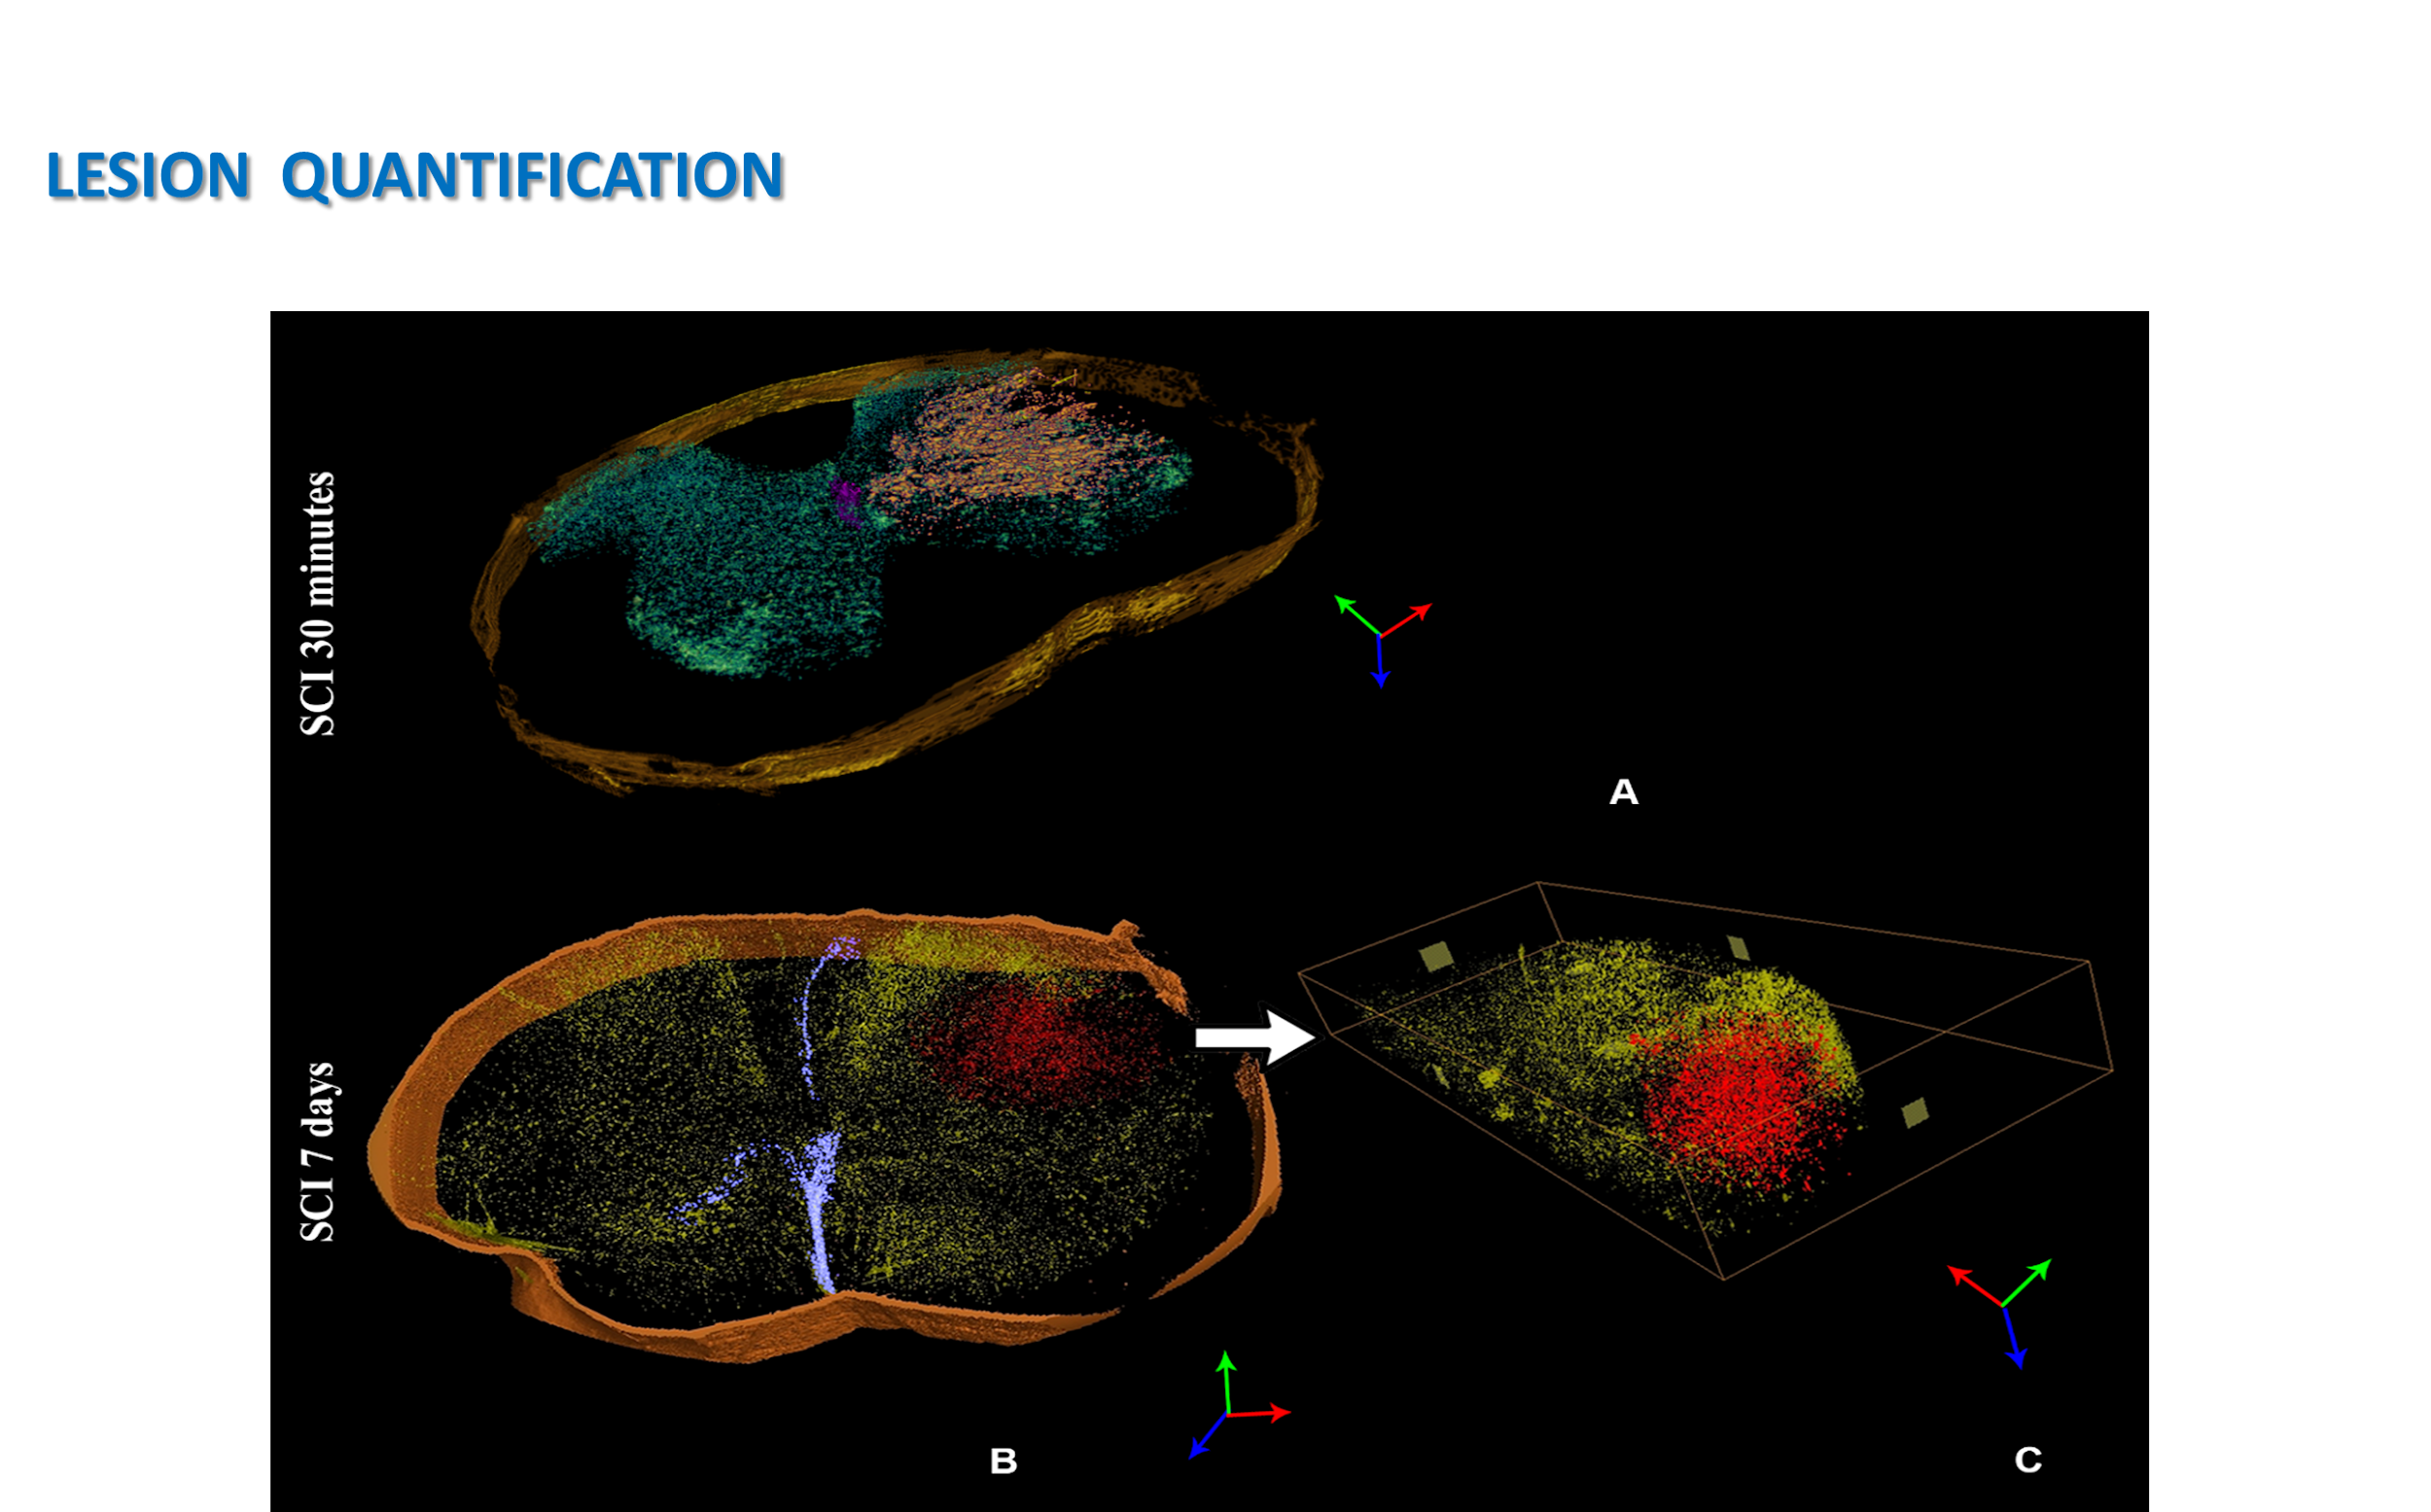 LESION QUANTIFICATION
SCI 30 minutes
A
SCI 7 days
B
C